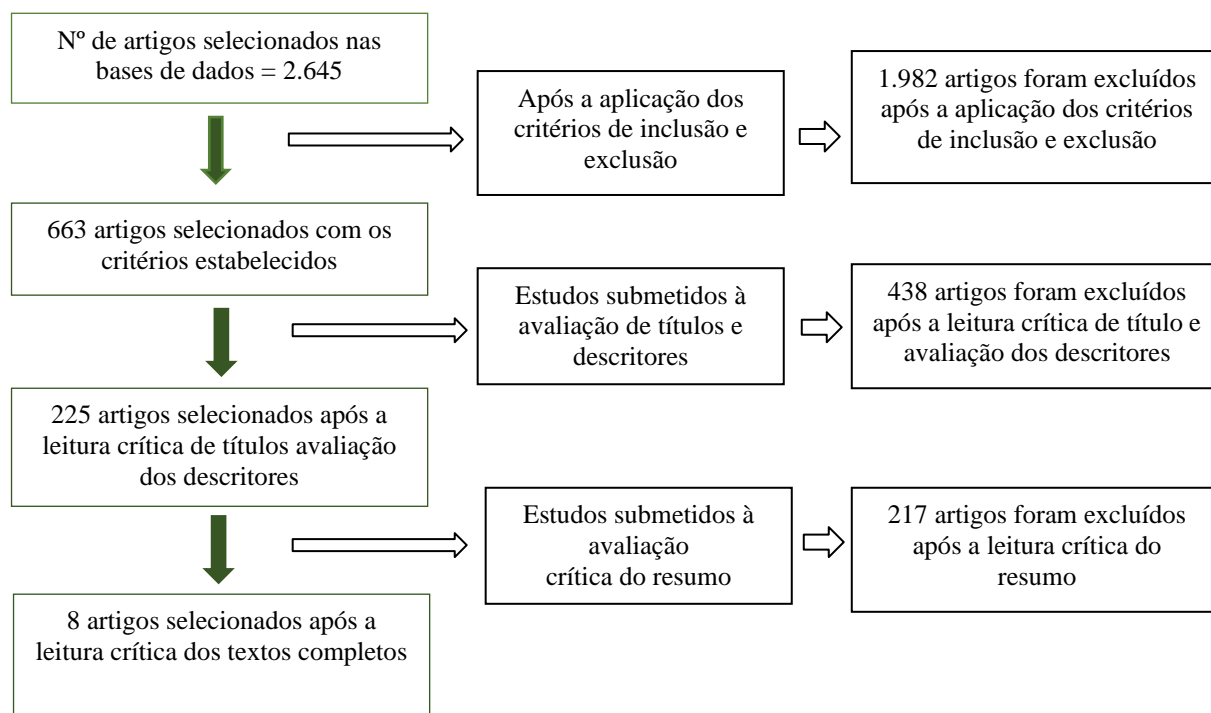 Nº de artigos selecionados nas
bases de dados = 2.645
Após a aplicação dos
critérios de inclusão e
exclusão
1.982 artigos foram excluídos
após a aplicação dos critérios
de inclusão e exclusão
663 artigos selecionados com os
critérios estabelecidos
Estudos submetidos à
avaliação de títulos e
descritores
438 artigos foram excluídos
após a leitura crítica de título e
avaliação dos descritores
225 artigos selecionados após a
leitura crítica de títulos avaliação
dos descritores
Estudos submetidos à
avaliação
crítica do resumo
217 artigos foram excluídos
após a leitura crítica do
resumo
8 artigos selecionados após a
leitura crítica dos textos completos